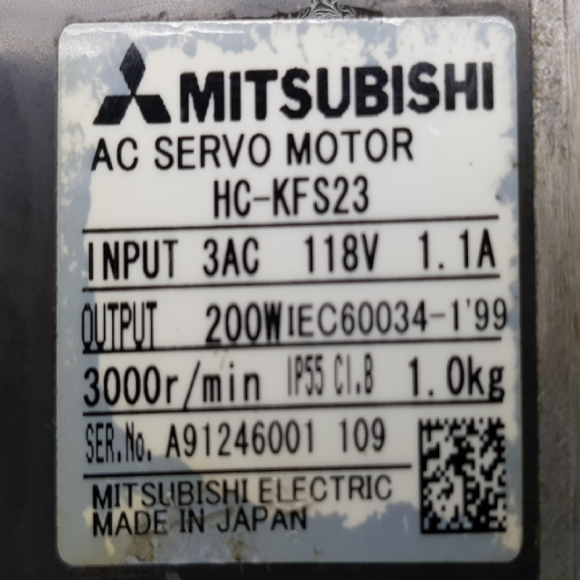 MITSUBISHI
AC SERVO MOTOR
HC-KFS23
INPUT 3AC 118V 1.1A
OUTPUT 200W IEC60034-1'99
3000r/min IP55 Cl.B 1.0kg
SER.No. A91246001 109
MITSUBISHI ELECTRIC
MADE IN JAPAN